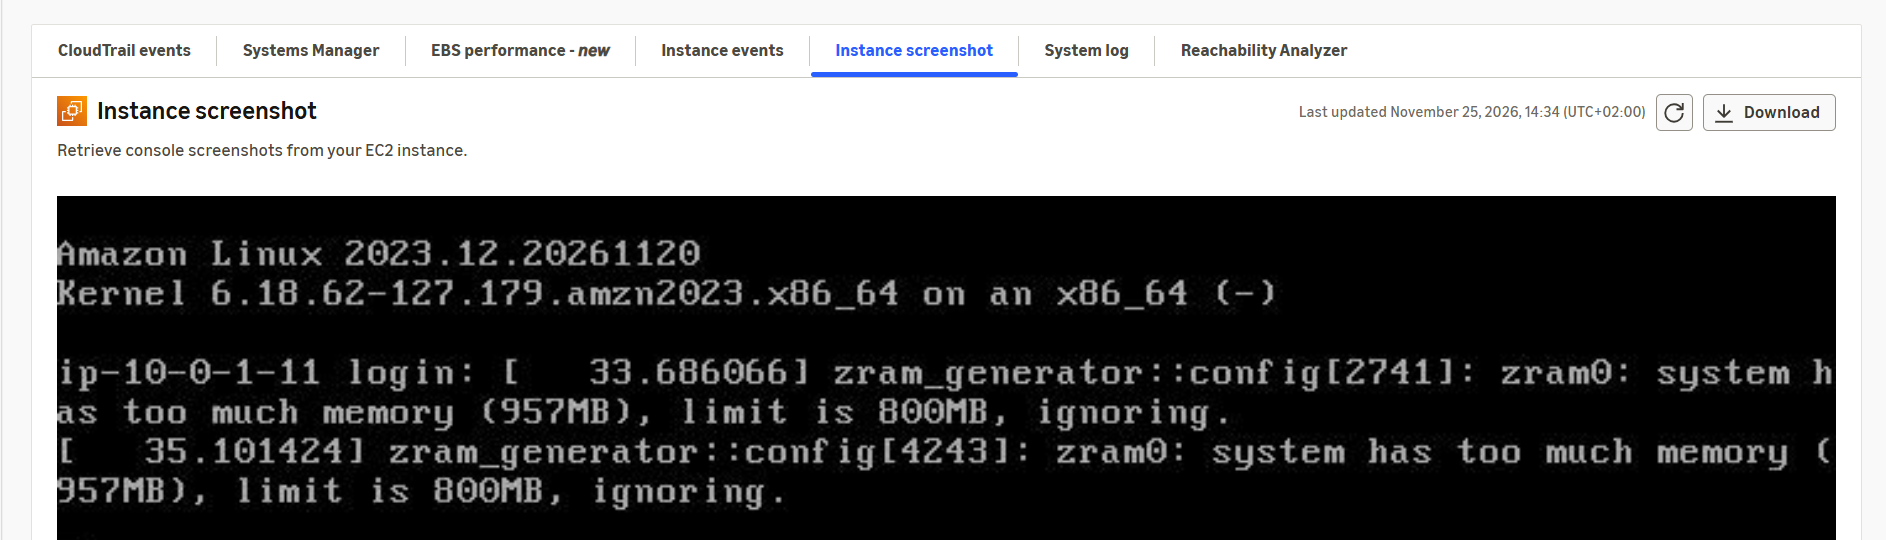 CloudTrail events
Systems Manager
EBS performance - new
Instance events
Instance screenshot
System log
Reachability Analyzer
Instance screenshot
Last updated November 25, 2026, 14:34 (UTC+02:00)
Download
Retrieve console screenshots from your EC2 instance.
Amazon Linux 2023.12.20261120
Kernel 6.18.62-127.179.amzn2023.x86_64 on an x86_64 (-)
ip-10-0-1-11 login: [   33.686066] zram_generator::config[2741]: zram0: system h
as too much memory (957MB), limit is 800MB, ignoring.
[   35.101424] zram_generator::config[4243]: zram0: system has too much memory (
957MB), limit is 800MB, ignoring.